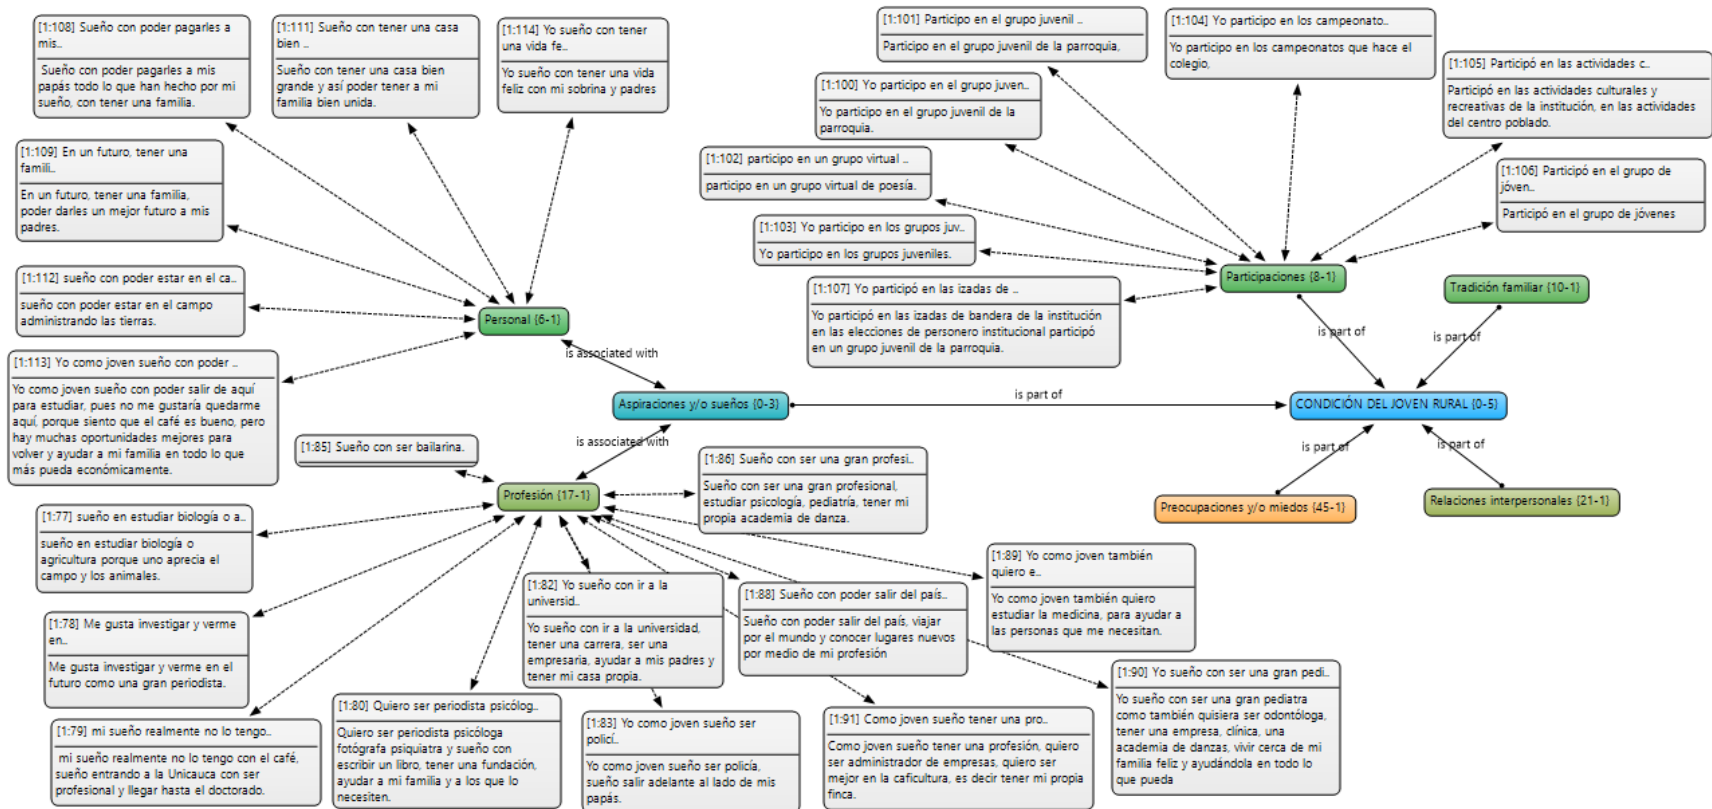 [1:108] Sueño con poder pagarles a
mis..
Sueño con poder pagarles a mis
papás todo lo que han hecho por mi
sueño, con tener una familia.
[1:111] Sueño con tener una casa
bien ..
Sueño con tener una casa bien
grande y así poder tener a mi
familia bien unida.
[1:114] Yo sueño con tener
una vida fe..
Yo sueño con tener una vida
feliz con mi sobrina y padres
[1:109] En un futuro, tener una
famili..
En un futuro, tener una familia,
poder darles un mejor futuro a mis
padres.
[1:112] sueño con poder estar en el ca..
sueño con poder estar en el campo
administrando las tierras.
[1:113] Yo como joven sueño con poder ..
Yo como joven sueño con poder salir de aquí
para estudiar, pues no me gustaría quedarme
aquí, porque siento que el café es bueno, pero
hay muchas oportunidades mejores para
volver y ayudar a mi familia en todo lo que
más pueda económicamente.
Personal {6-1}
is associated with
Aspiraciones y/o sueños {0-3}
is part of
is associated with
[1:101] Participo en el grupo juvenil ..
Participo en el grupo juvenil de la parroquia,
[1:104] Yo participo en los campeonato..
Yo participo en los campeonatos que hace el
colegio,
[1:105] Participó en las actividades c..
Participó en las actividades culturales y
recreativas de la institución, en las actividades
del centro poblado.
[1:100] Yo participo en el grupo juven..
Yo participo en el grupo juvenil de la
parroquia.
[1:102] participo en un grupo virtual ..
participo en un grupo virtual de poesía.
[1:106] Participó en el grupo de
jóven..
Participó en el grupo de jóvenes
[1:103] Yo participo en los grupos juv..
Yo participo en los grupos juveniles.
[1:107] Yo participó en las izadas de ..
Yo participó en las izadas de bandera de la institución
en las elecciones de personero institucional participó
en un grupo juvenil de la parroquia.
Participaciones {8-1}
Tradición familiar {10-1}
is part of
is part of
CONDICIÓN DEL JOVEN RURAL {0-5}
is part of
is part of
Preocupaciones y/o miedos {45-1}
Relaciones interpersonales {21-1}
[1:85] Sueño con ser bailarina.
Profesión {17-1}
[1:86] Sueño con ser una gran profesi..
Sueño con ser una gran profesional,
estudiar psicología, pediatría, tener mi
propia academia de danza.
[1:77] sueño en estudiar biología o a..
sueño en estudiar biología o
agricultura porque uno aprecia el
campo y los animales.
[1:78] Me gusta investigar y verme
en..
Me gusta investigar y verme en el
futuro como una gran periodista.
[1:79] mi sueño realmente no lo tengo..
mi sueño realmente no lo tengo con el café,
sueño entrando a la Unicauca con ser
profesional y llegar hasta el doctorado.
[1:80] Quiero ser periodista psicólog..
Quiero ser periodista psicóloga
fotógrafa psiquiatra y sueño con
escribir un libro, tener una fundación,
ayudar a mi familia y a los que lo
necesiten.
[1:82] Yo sueño con ir a la
universid..
Yo sueño con ir a la universidad,
tener una carrera, ser una
empresaria, ayudar a mis padres y
tener mi casa propia.
[1:83] Yo como joven sueño ser
policí..
Yo como joven sueño ser policía,
sueño salir adelante al lado de mis
papás.
[1:88] Sueño con poder salir del país..
Sueño con poder salir del país, viajar
por el mundo y conocer lugares nuevos
por medio de mi profesión
[1:91] Como joven sueño tener una pro..
Como joven sueño tener una profesión, quiero
ser administrador de empresas, quiero ser
mejor en la caficultura, es decir tener mi propia
finca.
[1:89] Yo como joven también
quiero e..
Yo como joven también quiero
estudiar la medicina, para ayudar a
las personas que me necesitan.
[1:90] Yo sueño con ser una gran pedi..
Yo sueño con ser una gran pediatra
como también quisiera ser odontóloga,
tener una empresa, clínica, una
academia de danzas, vivir cerca de mi
familia feliz y ayudándola en todo lo
que pueda